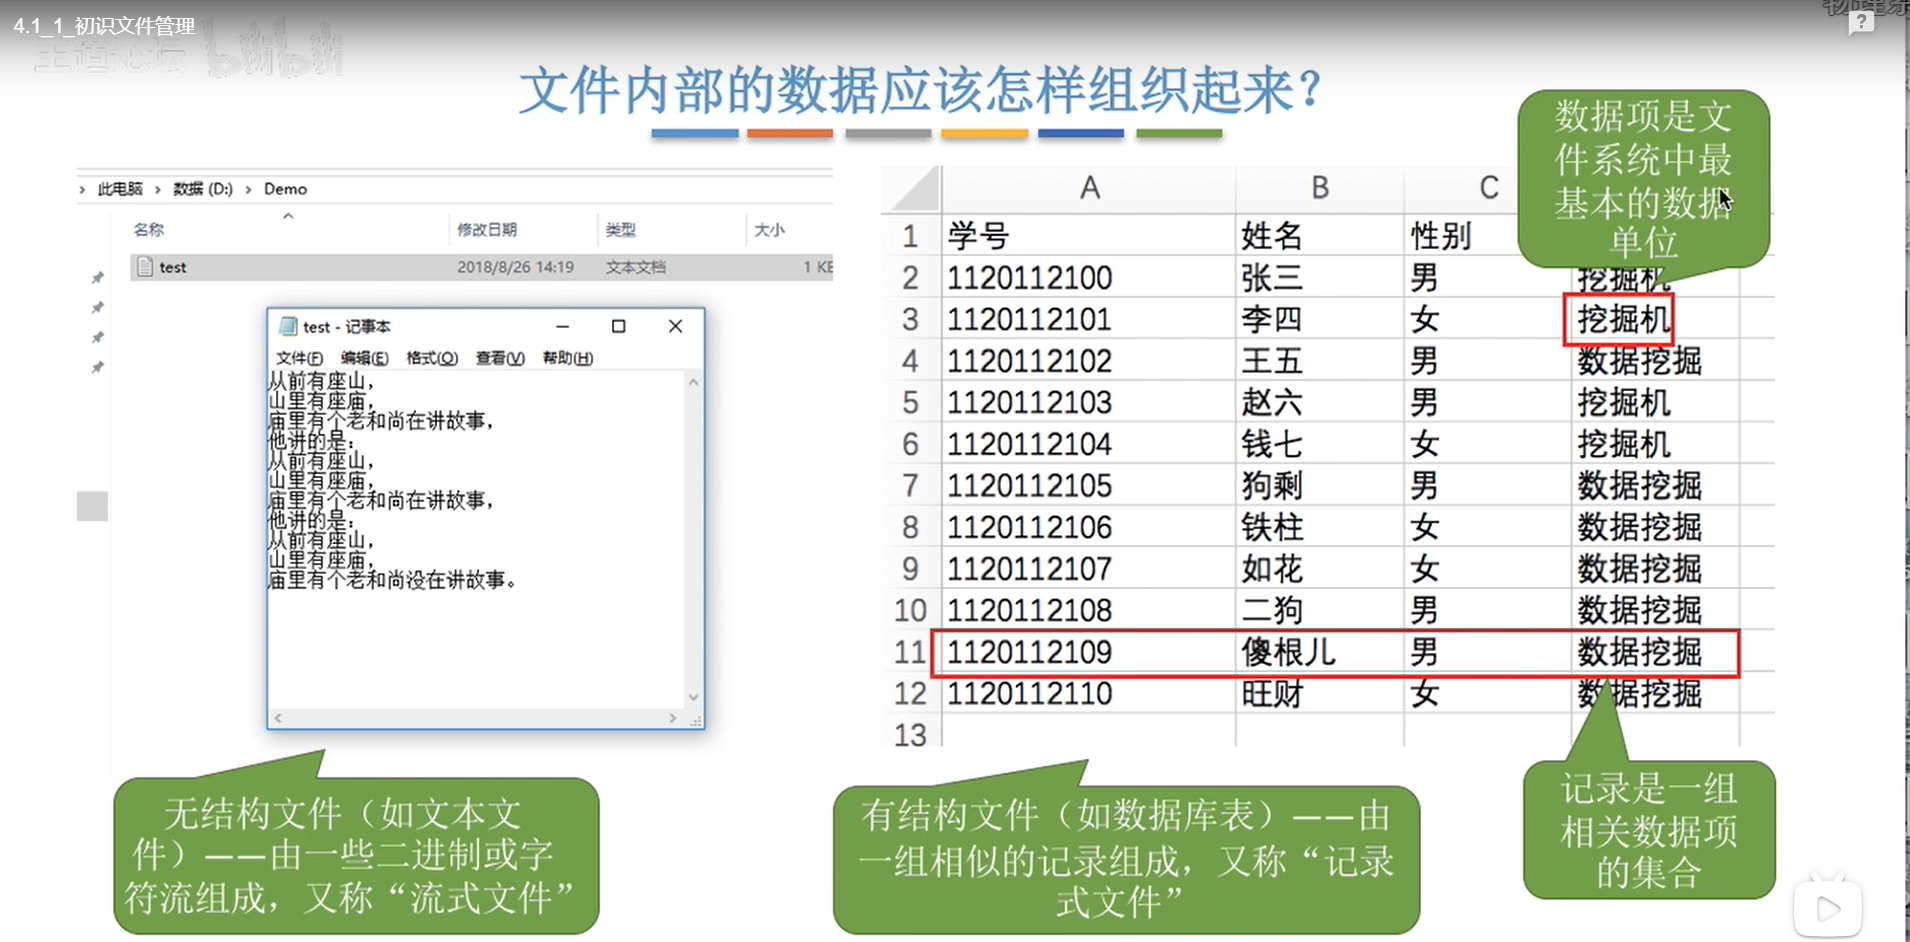 4.1_1_初识文件管理
王道论坛 bilibili
文件内部的数据应该怎样组织起来？
数据项是文
件系统中最
基本的数据
单位
此电脑 > 数据 (D:) > Demo
名称 修改日期 类型 大小
test 2018/8/26 14:19 文本文档 1 KB
test - 记事本
文件(F) 编辑(E) 格式(O) 查看(V) 帮助(H)
从前有座山，
山里有座庙，
庙里有个老和尚在讲故事，
他讲的是：
从前有座山，
山里有座庙，
庙里有个老和尚在讲故事，
他讲的是：
从前有座山，
山里有座庙，
庙里有个老和尚没在讲故事。
A B C
1 学号 姓名 性别
2 1120112100 张三 男 挖掘机
3 1120112101 李四 女 挖掘机
4 1120112102 王五 男 数据挖掘
5 1120112103 赵六 男 挖掘机
6 1120112104 钱七 女 挖掘机
7 1120112105 狗剩 男 数据挖掘
8 1120112106 铁柱 女 数据挖掘
9 1120112107 如花 女 数据挖掘
10 1120112108 二狗 男 数据挖掘
11 1120112109 傻根儿 男 数据挖掘
12 1120112110 旺财 女 数据挖掘
13
无结构文件（如文本文
件）——由一些二进制或字
符流组成，又称“流式文件”
有结构文件（如数据库表）——由
一组相似的记录组成，又称“记录
式文件”
记录是一组
相关数据项
的集合